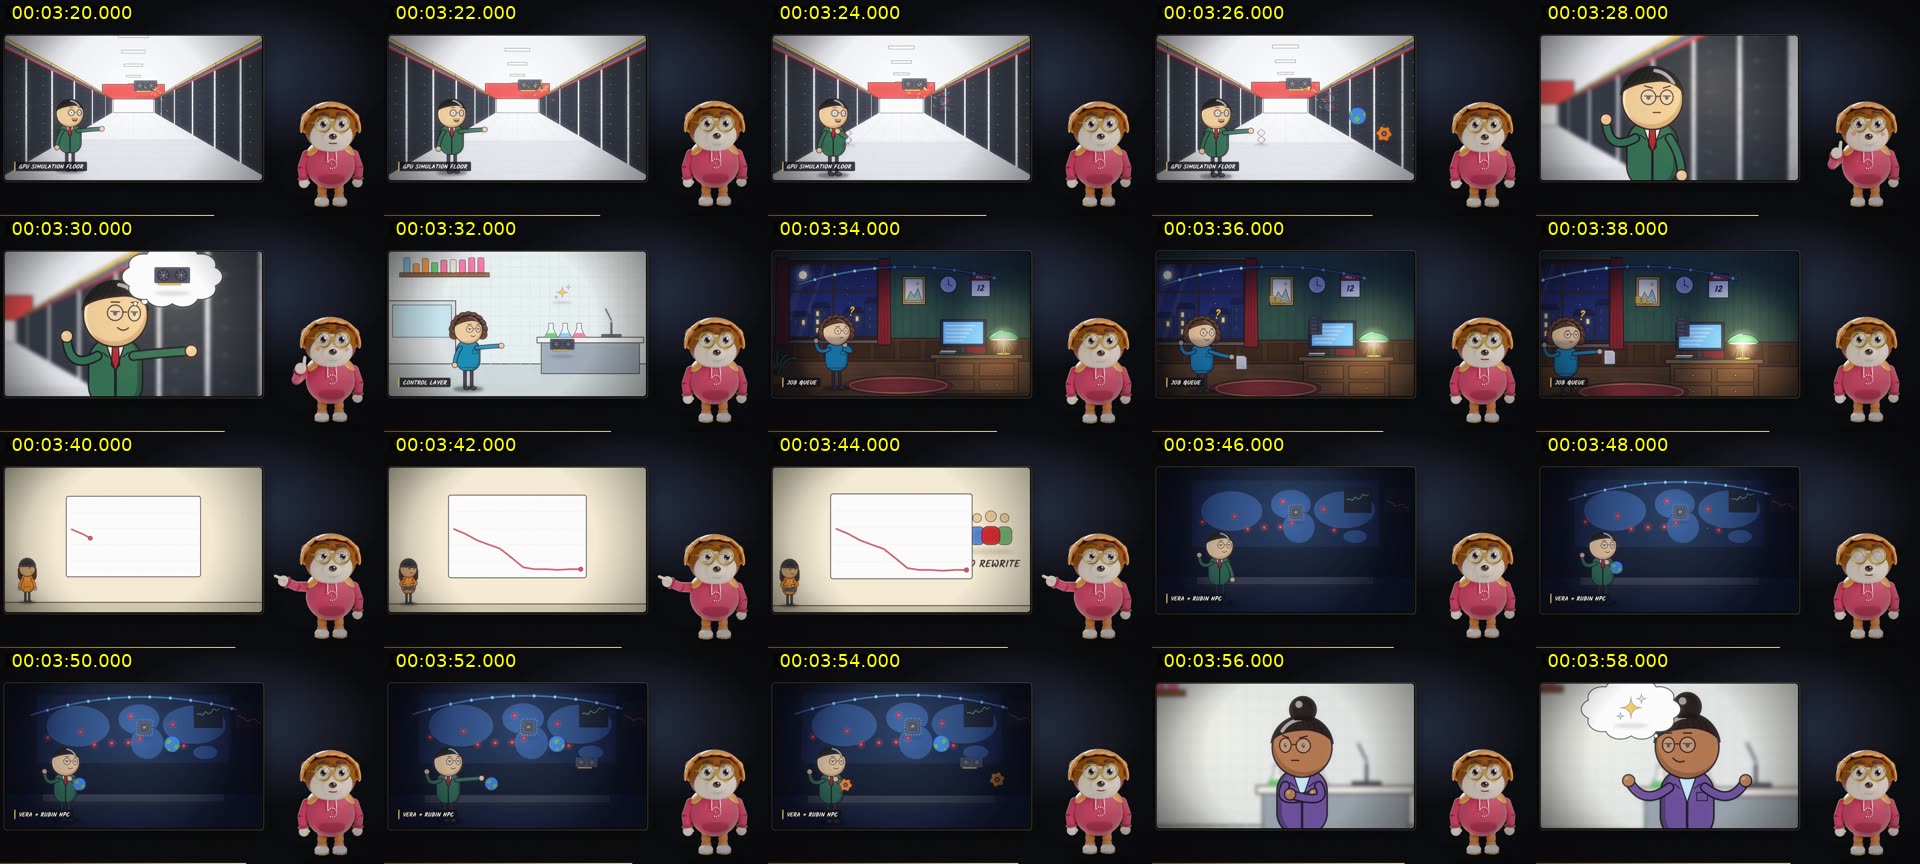 00:03:20.000
00:03:22.000
00:03:24.000
00:03:26.000
00:03:28.000
GPU SIMULATION FLOOR
GPU SIMULATION FLOOR
GPU SIMULATION FLOOR
GPU SIMULATION FLOOR
00:03:30.000
00:03:32.000
00:03:34.000
00:03:36.000
00:03:38.000
12
12
12
?
?
?
CONTROL LAYER
JOB QUEUE
JOB QUEUE
JOB QUEUE
00:03:40.000
00:03:42.000
00:03:44.000
00:03:46.000
00:03:48.000
REWRITE
VERA + RUBIN HPC
VERA + RUBIN HPC
00:03:50.000
00:03:52.000
00:03:54.000
00:03:56.000
00:03:58.000
VERA + RUBIN HPC
VERA + RUBIN HPC
VERA + RUBIN HPC